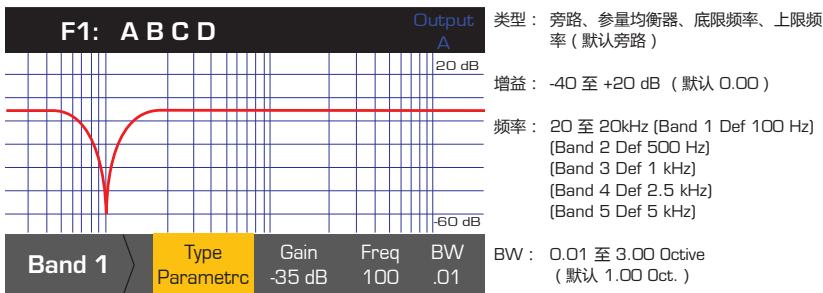 F1: A B C D
Output
A
20 dB
-60 dB
Band 1
Type
Parametrc
Gain
-35 dB
Freq
100
BW
.01
类型： 旁路、参量均衡器、底限频率、上限频
率（默认旁路）
增益： -40 至 +20 dB （默认 0.00）
频率： 20 至 20kHz (Band 1 Def 100 Hz)
(Band 2 Def 500 Hz)
(Band 3 Def 1 kHz)
(Band 4 Def 2.5 kHz)
(Band 5 Def 5 kHz)
BW： 0.01 至 3.00 Octive
（默认 1.00 Oct.）